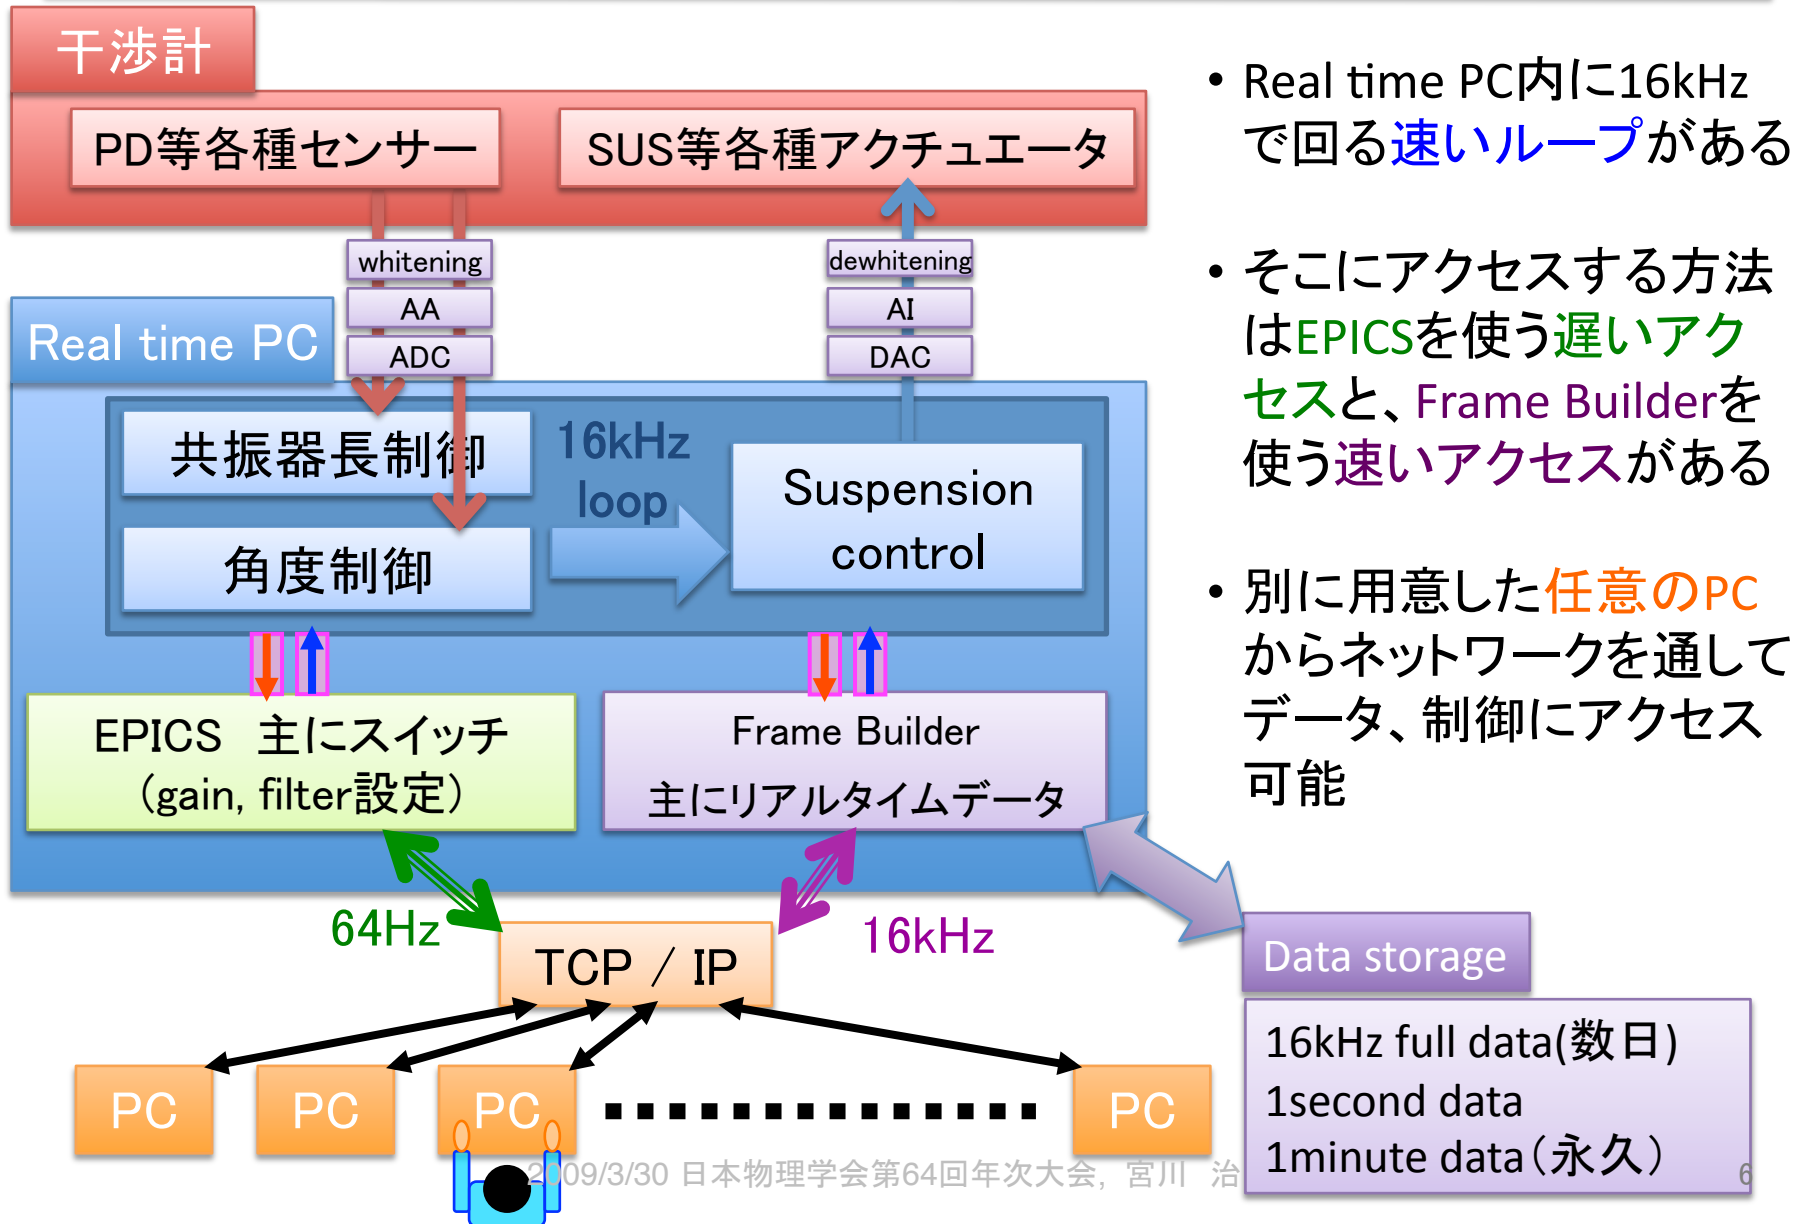 干渉計
PD等各種センサー
SUS等各種アクチュエータ
whitening
AA
ADC
dewhitening
AI
DAC
Real time PC
共振器長制御
角度制御
16kHz
loop
Suspension
control
EPICS 主にスイッチ
(gain, filter設定)
Frame Builder
主にリアルタイムデータ
64Hz
16kHz
TCP / IP
PC
PC
PC
PC
Data storage
16kHz full data(数日)
1second data
1minute data(永久)
• Real time PC内に16kHz
で回る速いループがある
• そこにアクセスする方法
はEPICSを使う遅いアク
セスと、Frame Builderを
使う速いアクセスがある
• 別に用意した任意のPC
からネットワークを通して
データ、制御にアクセス
可能
2009/3/30 日本物理学会第64回年次大会, 宮川 治
6